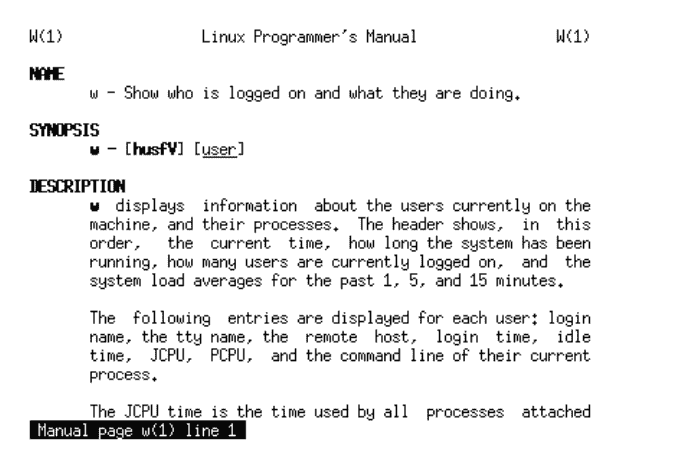 W(1) Linux Programmer's Manual W(1)
NAME
w - Show who is logged on and what they are doing.
SYNOPSIS
w - [husfV] [user]
DESCRIPTION
w displays information about the users currently on the
machine, and their processes. The header shows, in this
order, the current time, how long the system has been
running, how many users are currently logged on, and the
system load averages for the past 1, 5, and 15 minutes.
The following entries are displayed for each user: login
name, the tty name, the remote host, login time, idle
time, JCPU, PCPU, and the command line of their current
process.
The JCPU time is the time used by all processes attached
Manual page w(1) line 1